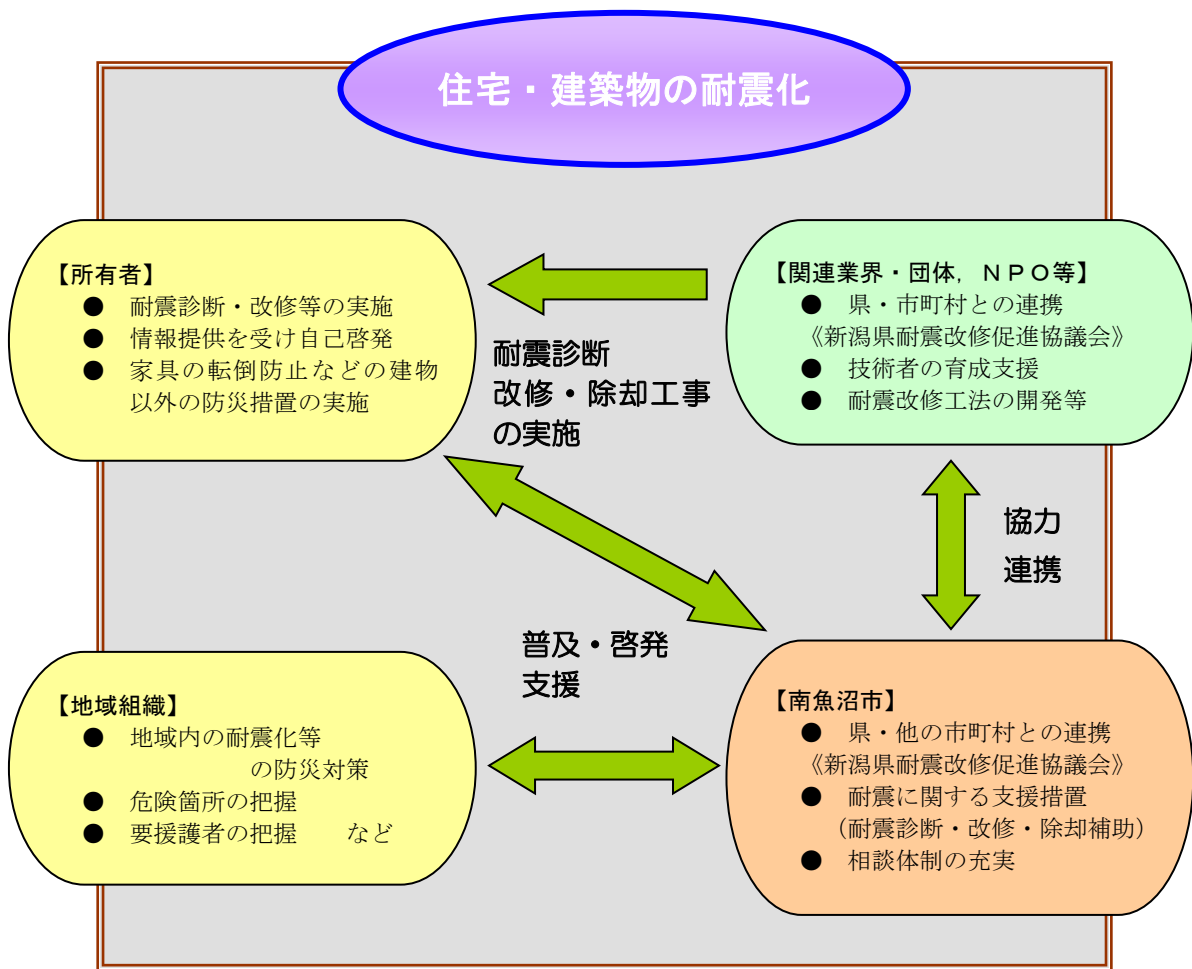 住宅・建築物の耐震化
【所有者】
● 耐震診断・改修等の実施
● 情報提供を受け自己啓発
● 家具の転倒防止などの建物
以外の防災措置の実施
耐震診断
改修・除却工事
の実施
【関連業界・団体，ＮＰＯ等】
● 県・市町村との連携
《新潟県耐震改修促進協議会》
● 技術者の育成支援
● 耐震改修工法の開発等
協力
連携
普及・啓発
支援
【地域組織】
● 地域内の耐震化等
の防災対策
● 危険箇所の把握
● 要援護者の把握　　など
【南魚沼市】
● 県・他の市町村との連携
《新潟県耐震改修促進協議会》
● 耐震に関する支援措置
（耐震診断・改修・除却補助）
● 相談体制の充実